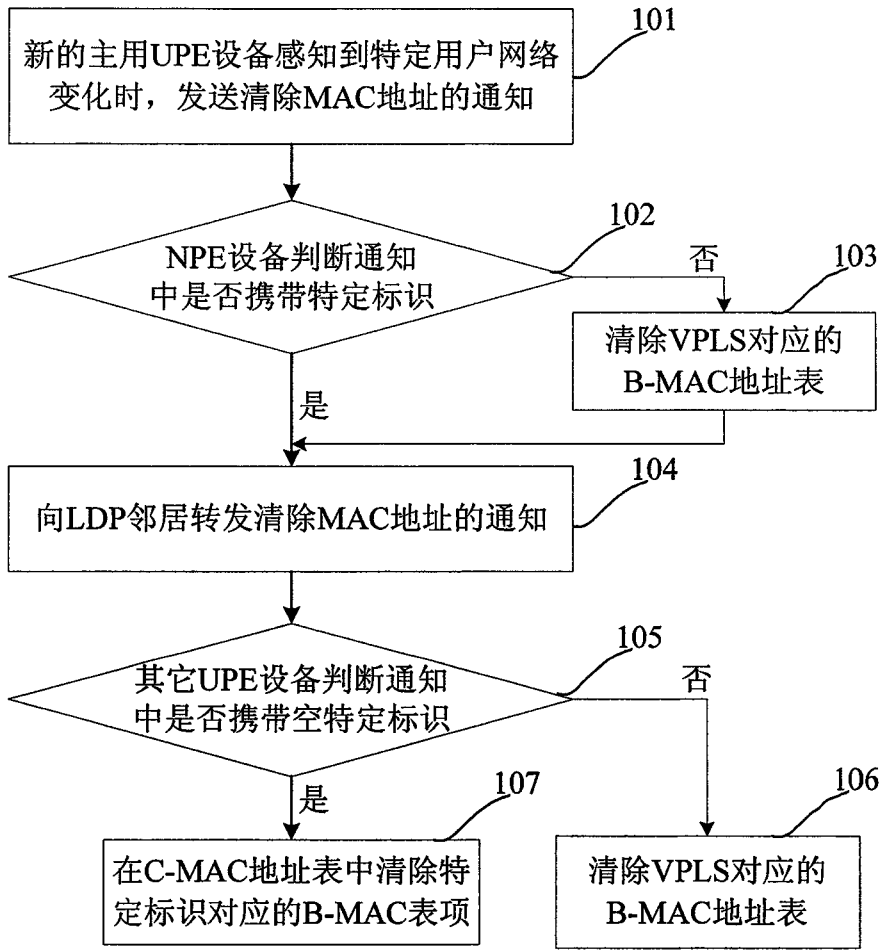 101
新的主用UPE设备感知到特定用户网络
变化时，发送清除MAC地址的通知
102
NPE设备判断通知
中是否携带特定标识
否
103
清除VPLS对应的
B-MAC地址表
是
104
向LDP邻居转发清除MAC地址的通知
105
其它UPE设备判断通知
中是否携带空特定标识
否
107
是
106
在C-MAC地址表中清除特
定标识对应的B-MAC表项
清除VPLS对应的
B-MAC地址表